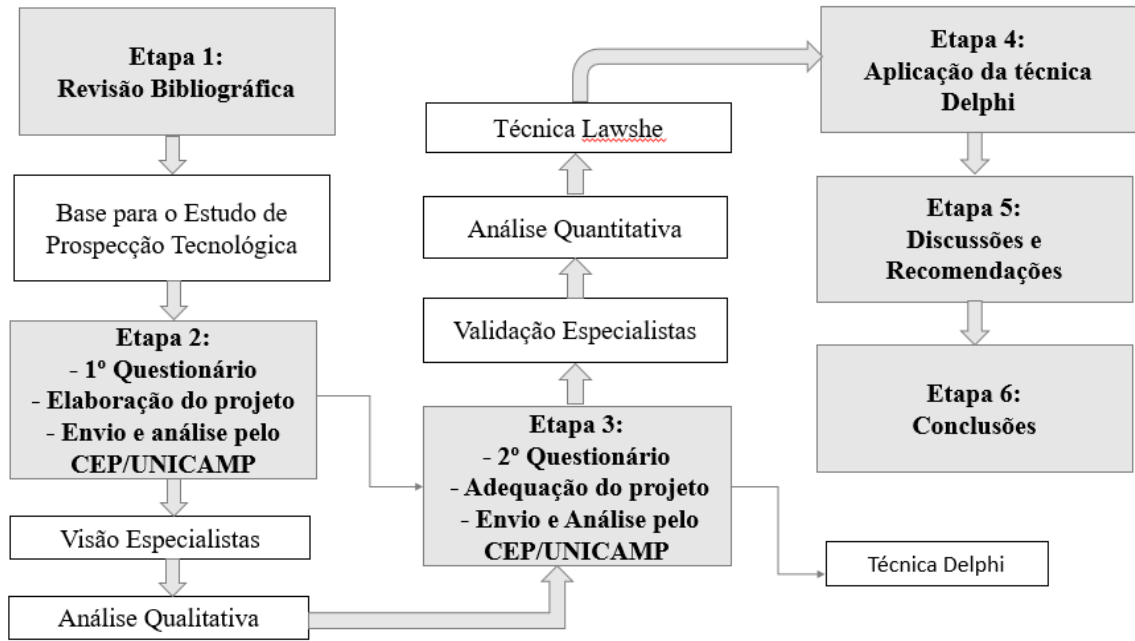 Etapa 1:
Revisão Bibliográfica
Base para o Estudo de
Prospecção Tecnológica
Etapa 2:
- 1º Questionário
- Elaboração do projeto
- Envio e análise pelo
CEP/UNICAMP
Visão Especialistas
Análise Qualitativa
Etapa 3:
- 2º Questionário
- Adequação do projeto
- Envio e Análise pelo
CEP/UNICAMP
Validação Especialistas
Análise Quantitativa
Técnica Lawshe
Etapa 4:
Aplicação da técnica
Delphi
Etapa 5:
Discussões e
Recomendações
Etapa 6:
Conclusões
Técnica Delphi